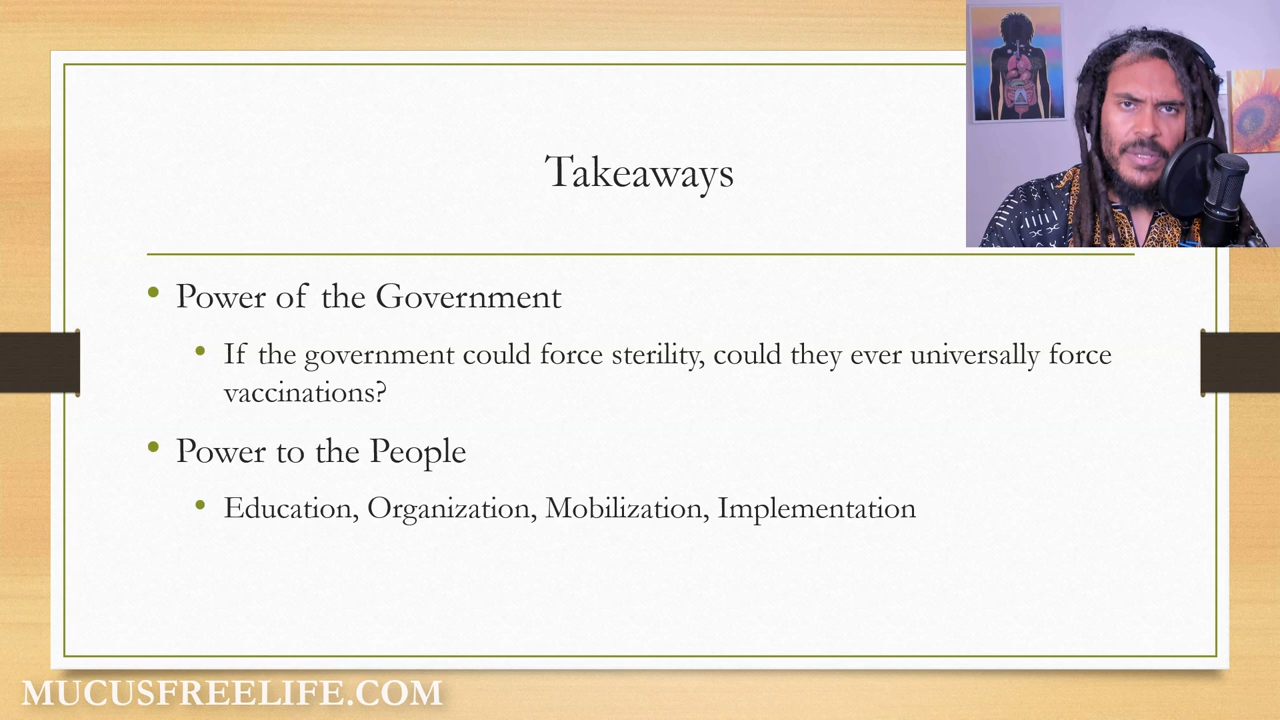 Takeaways
Power of the Government
If the government could force sterility, could they ever universally force
vaccinations?
Power to the People
Education, Organization, Mobilization, Implementation
MUCUSFREELIFE.COM